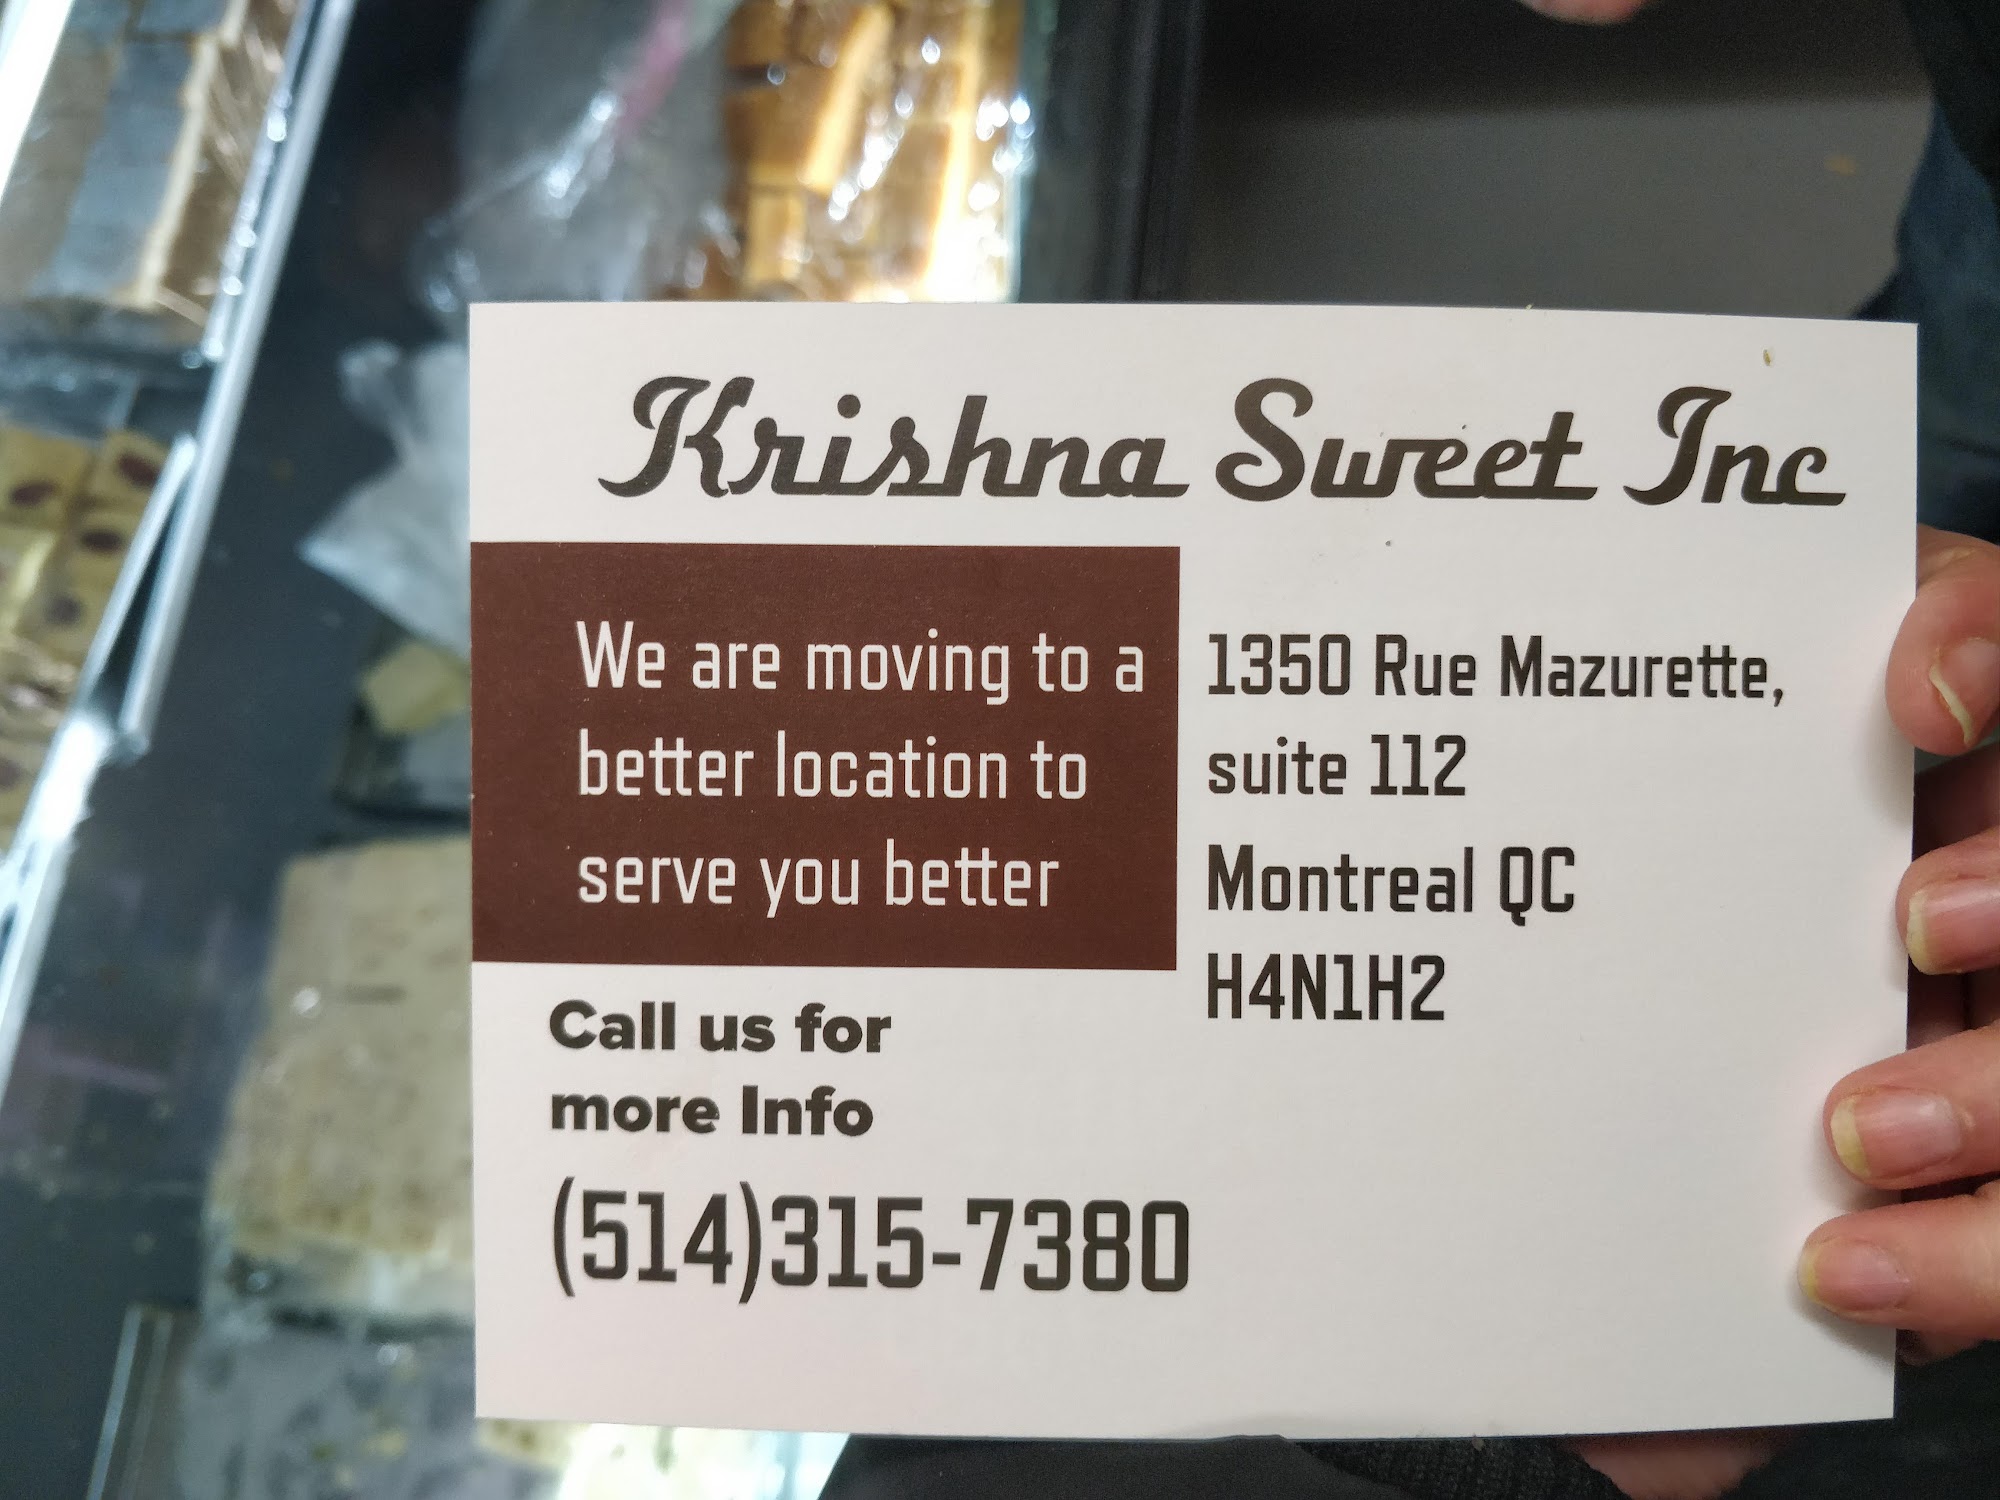 Krishna Sweet Inc
We are moving to a
better location to
serve you better
1350 Rue Mazurette,
suite 112
Montreal QC
H4N1H2
Call us for
more Info
(514)315-7380